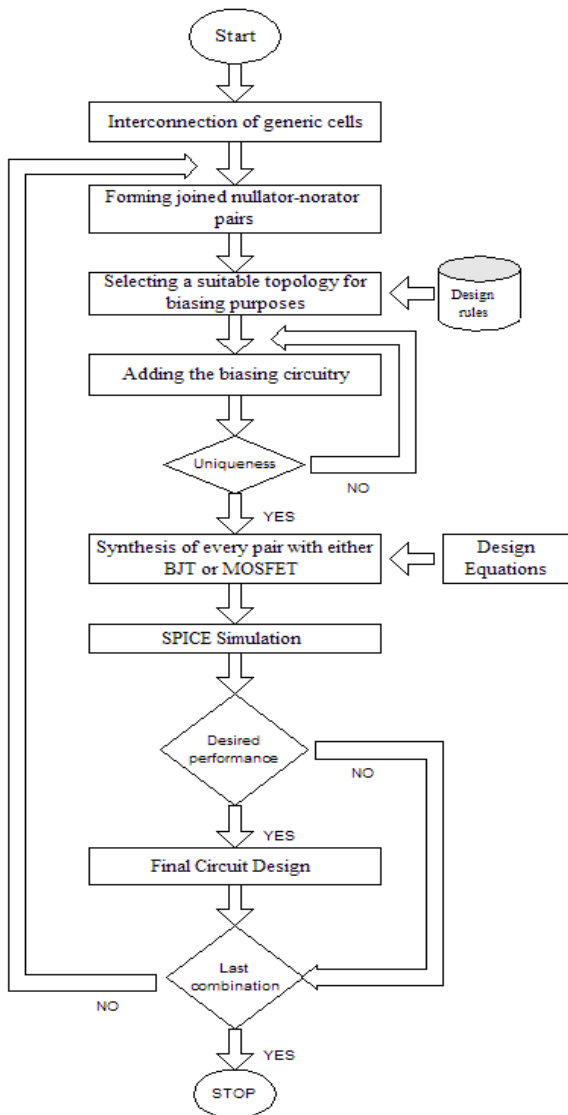 Start
Interconnection of generic cells
Forming joined nullator-norator
pairs
Selecting a suitable topology for
biasing purposes
Design
rules
Adding the biasing circuitry
Uniqueness
NO
YES
Synthesis of every pair with either
BJT or MOSFET
Design
Equations
SPICE Simulation
Desired
performance
NO
YES
Final Circuit Design
Last
combination
NO
YES
STOP